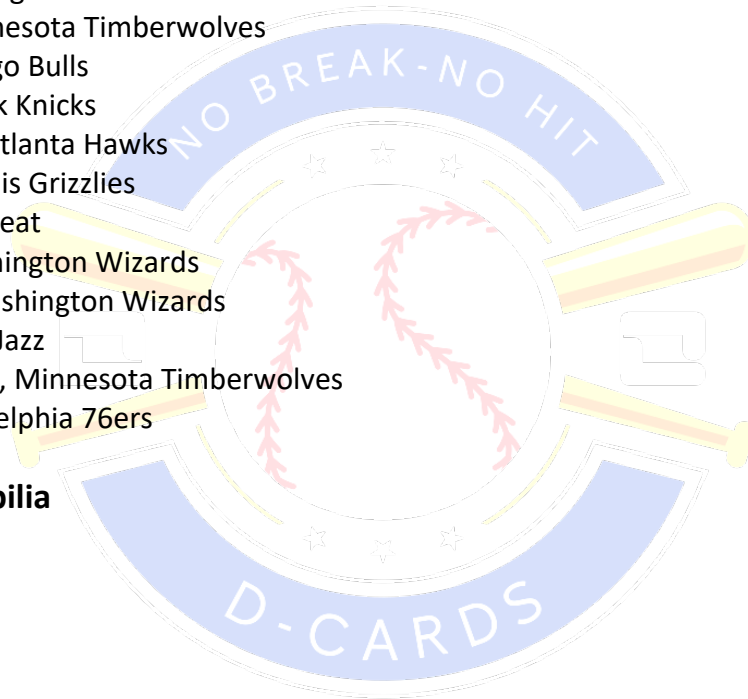 nesota Timberwolves
go Bulls
k Knicks
tlanta Hawks
is Grizzlies
eat
hington Wizards
shington Wizards
Jazz
, Minnesota Timberwolves
elphia 76ers
bilia
NO BREAK-NO HIT
D-CARDS